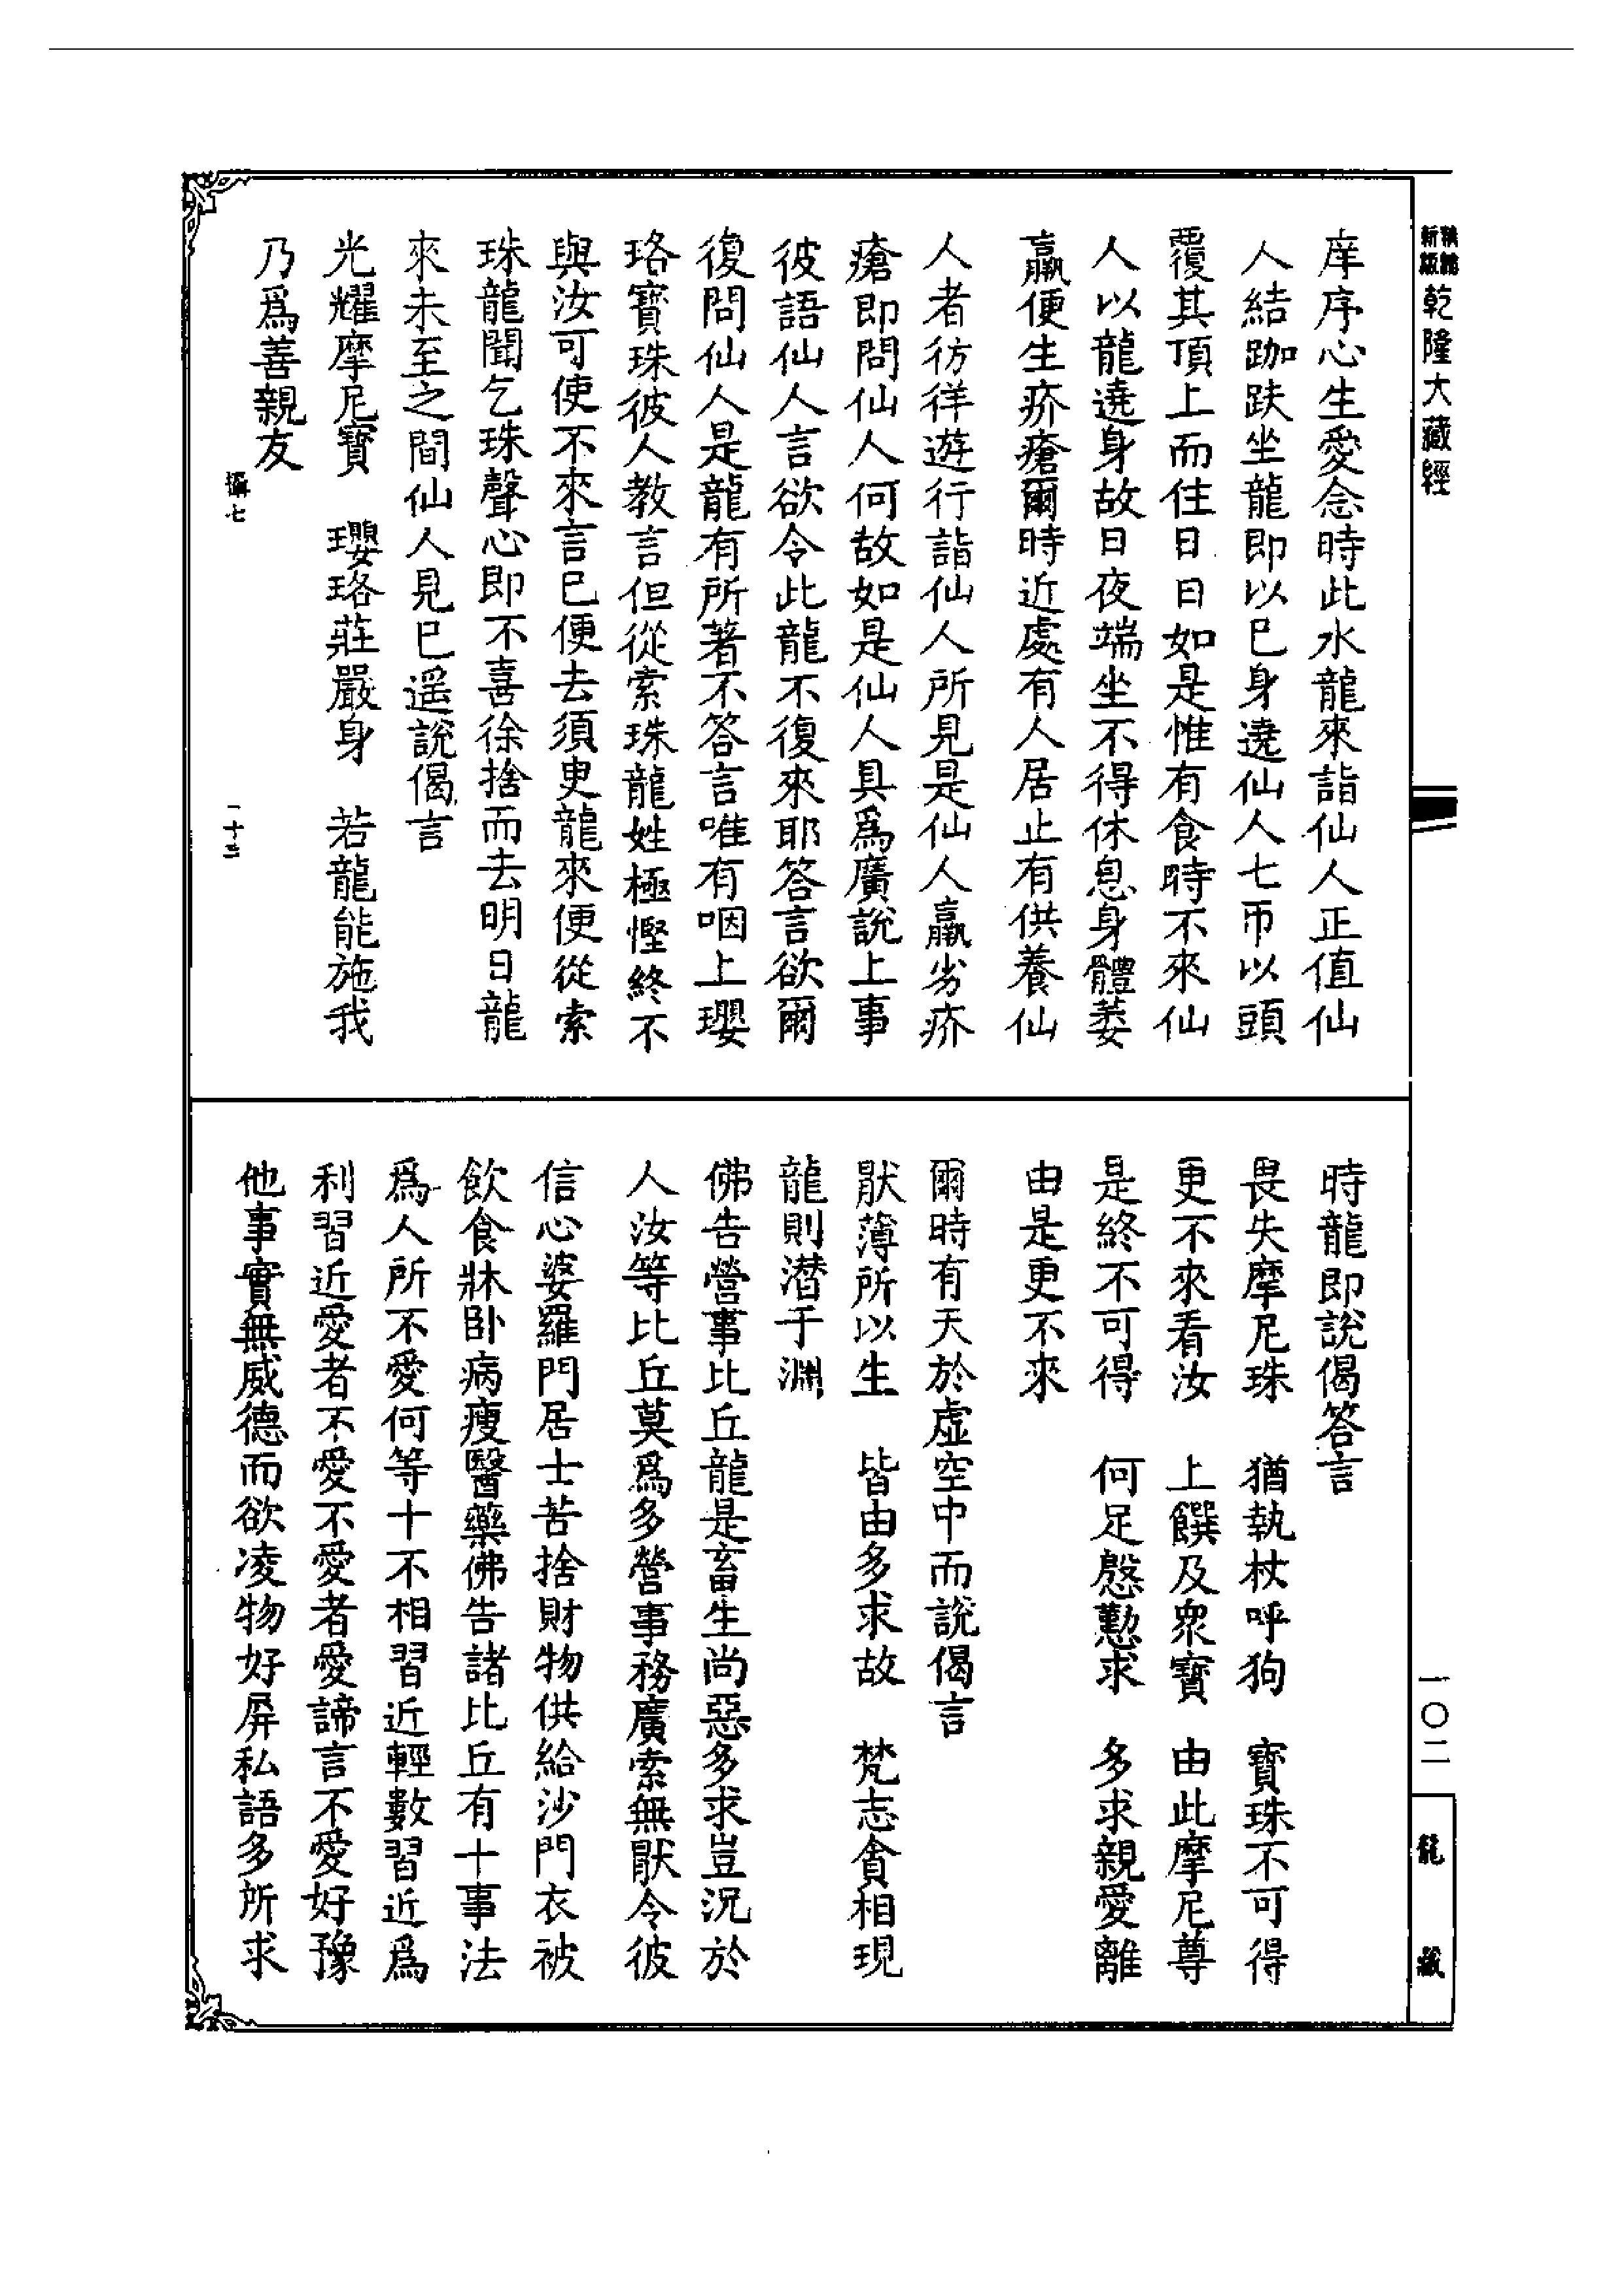 乾隆大藏經
庠序心生愛念時此水龍來詣仙人正值仙
人結跏趺坐龍即以巳身遶仙人七帀以頭
覆其頂上而住日日如是惟有食時不來仙
人以龍遶身故日夜端坐不得休息身體萎
羸便生疥瘡爾時近處有人居止有供養仙
人者彷徉遊行詣仙人所見是仙人羸劣疥
瘡即問仙人何故如是仙人具爲廣說上事
彼語仙人言欲令此龍不復來耶答言欲爾
復問仙人是龍有所著不答言唯有咽上瓔
珞寶珠彼人教言但從索珠龍姓極慳終不
與汝可使不來言巳便去須臾龍來便從索
珠龍聞乞珠聲心即不喜徐捨而去明日龍
來未至之間仙人見巳遥說偈言
光耀摩尼寶　瓔珞莊嚴身　若龍能施我
乃爲善親友
時龍即說偈答言
畏失摩尼珠　猶執杖呼狗　寶珠不可得
更不來看汝　上饌及衆寶　由此摩尼尊
是終不可得　何足慇懃求　多求親愛離
由是更不來
爾時有天於虛空中而說偈言
厭薄所以生　皆由多求故　梵志貪相現
龍則潛于淵
佛告營事比丘龍是畜生尚惡多求豈況於
人汝等比丘莫爲多營事務廣索無厭令彼
信心婆羅門居士苦捨財物供給沙門衣被
飲食牀卧病瘦醫藥佛告諸比丘有十事法
爲人所不愛何等十不相習近輕數習近爲
利習近愛者不愛不愛者愛諦言不愛好豫
他事實無威德而欲凌物好屏私語多所求
一〇二
龍藏